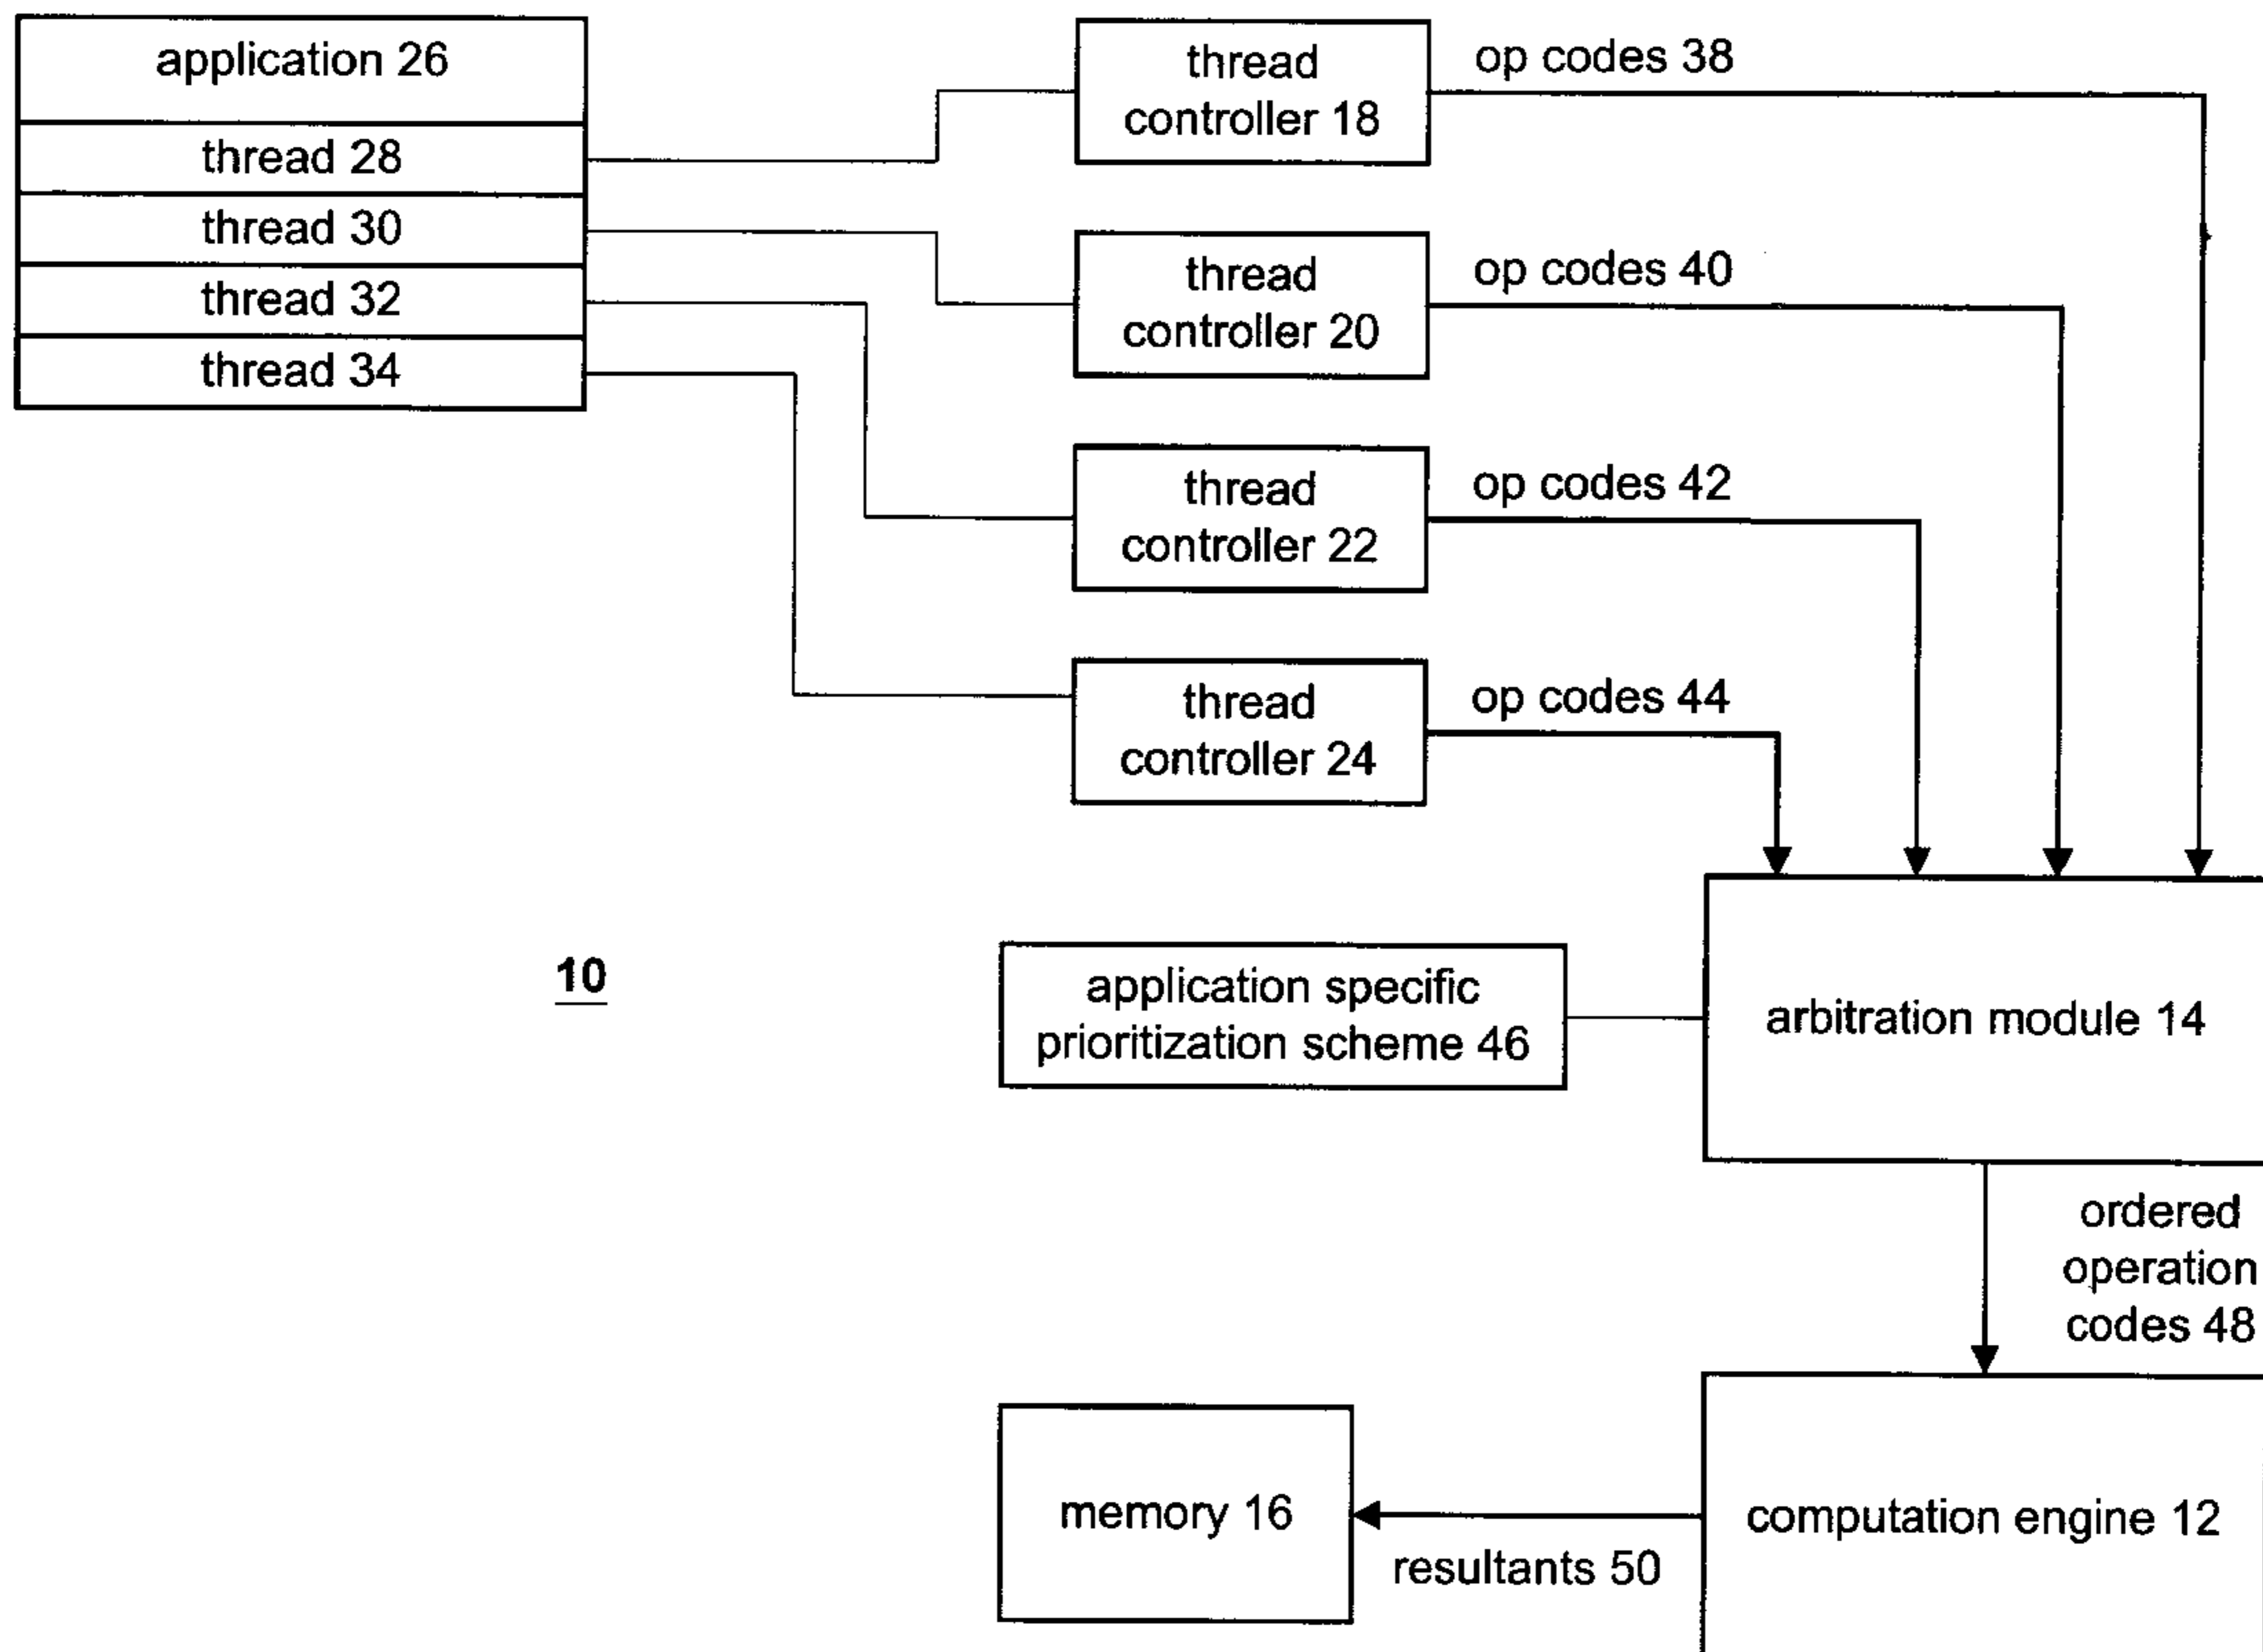 application 26
thread 28
thread 30
thread 32
thread 34
thread
controller 18
op codes 38
thread
controller 20
op codes 40
thread
controller 22
op codes 42
thread
controller 24
op codes 44
10
application specific
prioritization scheme 46
arbitration module 14
ordered
operation
codes 48
memory 16
resultants 50
computation engine 12